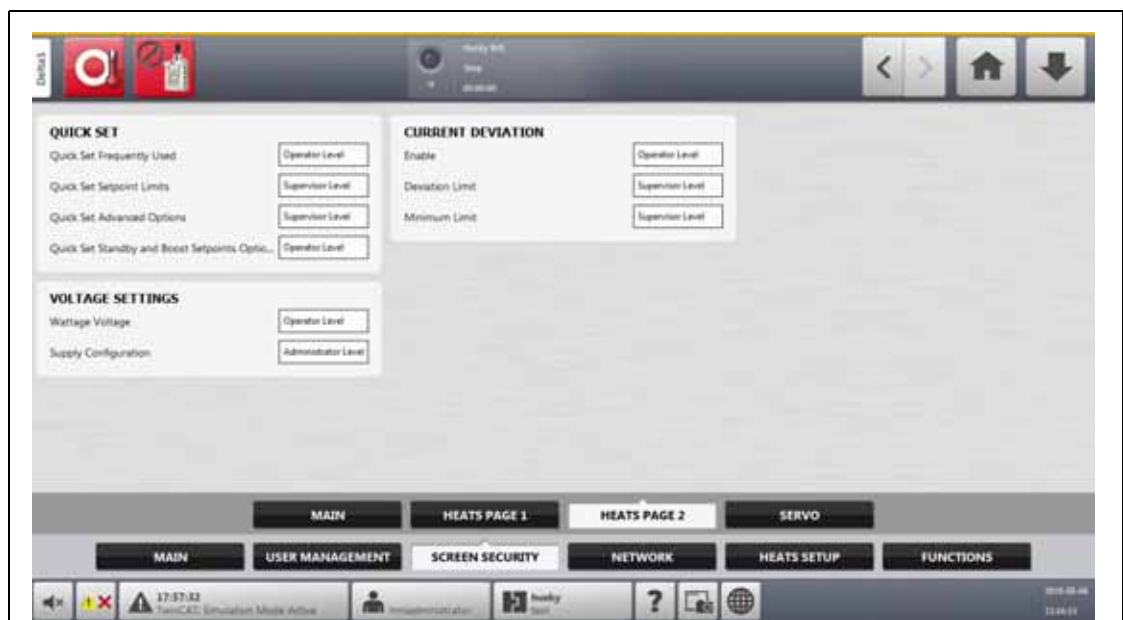 Delta3
QUICK SET
Quick Set Frequently Used
Operator Level
Quick Set Setpoint Limits
Supervisor Level
Quick Set Advanced Options
Supervisor Level
Quick Set Standby and Boost Setpoints Optio...
Operator Level
VOLTAGE SETTINGS
Wattage Voltage
Operator Level
Supply Configuration
Administrator Level
CURRENT DEVIATION
Enable
Operator Level
Deviation Limit
Supervisor Level
Minimum Limit
Supervisor Level
MAIN
HEATS PAGE 1
HEATS PAGE 2
SERVO
MAIN
USER MANAGEMENT
SCREEN SECURITY
NETWORK
HEATS SETUP
FUNCTIONS
17:57:32
TwinCAT: Simulation Mode Active
husky
test
?